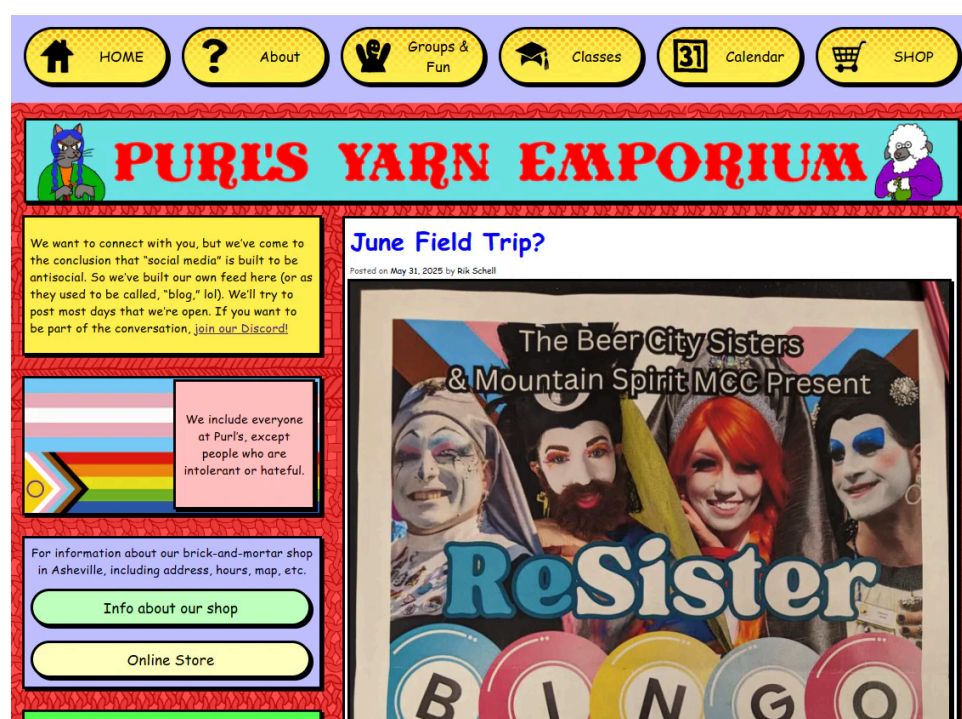 HOME
About
Groups &
Fun
Classes
31
Calendar
SHOP
PURL'S YARN EMPORIUM
We want to connect with you, but we've come to
the conclusion that "social media" is built to be
antisocial. So we've built our own feed here (or as
they used to be called, "blog," lol). We'll try to
post most days that we're open. If you want to
be part of the conversation, join our Discord!
We include everyone
at Purl's, except
people who are
intolerant or hateful.
For information about our brick-and-mortar shop
in Asheville, including address, hours, map, etc.
Info about our shop
Online Store
June Field Trip?
Posted on May 31, 2025 by Rik Schell
The Beer City Sisters
& Mountain Spirit MCC Present
ReSister
BINGO